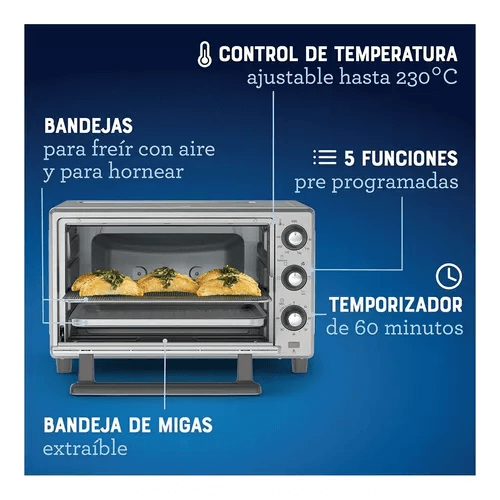 CONTROL DE TEMPERATURA
ajustable hasta 230°C
BANDEJAS
para freír con aire
y para hornear
5 FUNCIONES
pre programadas
TEMPORIZADOR
de 60 minutos
BANDEJA DE MIGAS
extraíble